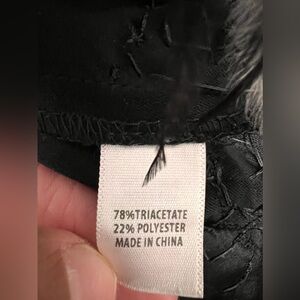 78%TRIACETATE
22% POLYESTER
MADE IN CHINA